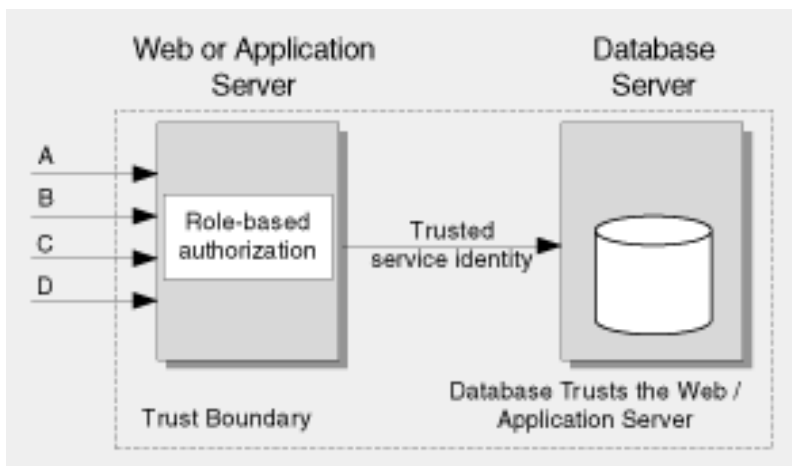 Web or Application
Server
Database
Server
A
B
C
D
Role-based
authorization
Trusted
service identity
Trust Boundary
Database Trusts the Web /
Application Server